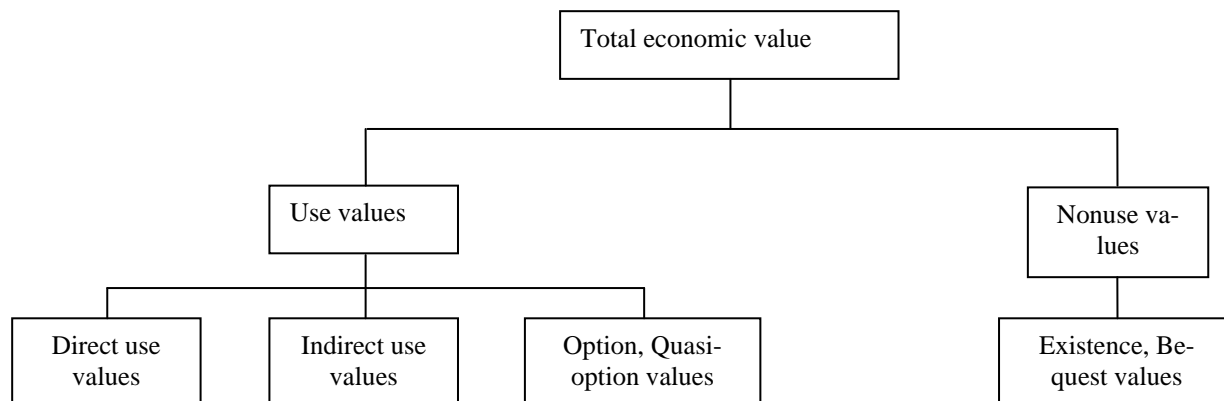 Total economic value
Use values
Nonuse va-
lues
Direct use
values
Indirect use
values
Option, Quasi-
option values
Existence, Be-
quest values